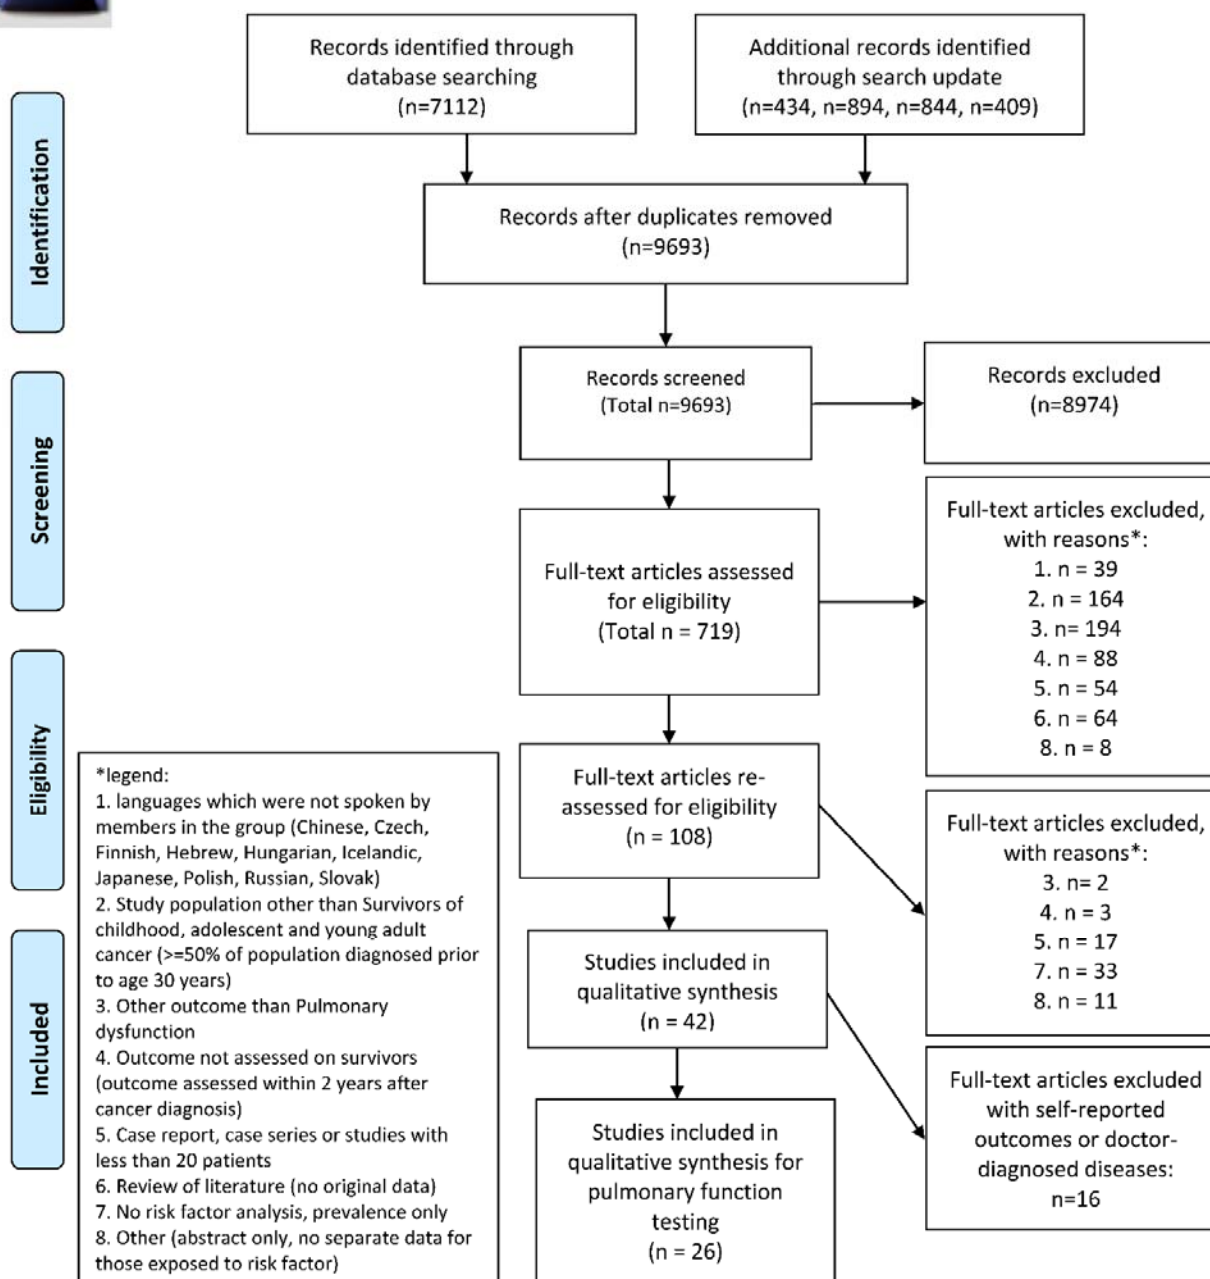 Records identified through
database searching
(n=7112)
Additional records identified
through search update
(n=434, n=894, n=844, n=409)
Identification
Records after duplicates removed
(n=9693)
Screening
Records screened
(Total n=9693)
Records excluded
(n=8974)
Full-text articles assessed
for eligibility
(Total n = 719)
Full-text articles excluded,
with reasons*:
1. n = 39
2. n = 164
3. n= 194
4. n = 88
5. n = 54
6. n = 64
8. n = 8
Eligibility
Full-text articles re-
assessed for eligibility
(n = 108)
Full-text articles excluded,
with reasons*:
3. n= 2
4. n = 3
5. n = 17
7. n = 33
8. n = 11
Included
Studies included in
qualitative synthesis
(n = 42)
Full-text articles excluded
with self-reported
outcomes or doctor-
diagnosed diseases:
n=16
Studies included in
qualitative synthesis for
pulmonary function
testing
(n = 26)
*legend:
1. languages which were not spoken by
members in the group (Chinese, Czech,
Finnish, Hebrew, Hungarian, Icelandic,
Japanese, Polish, Russian, Slovak)
2. Study population other than Survivors of
childhood, adolescent and young adult
cancer (>=50% of population diagnosed prior
to age 30 years)
3. Other outcome than Pulmonary
dysfunction
4. Outcome not assessed on survivors
(outcome assessed within 2 years after
cancer diagnosis)
5. Case report, case series or studies with
less than 20 patients
6. Review of literature (no original data)
7. No risk factor analysis, prevalence only
8. Other (abstract only, no separate data for
those exposed to risk factor)